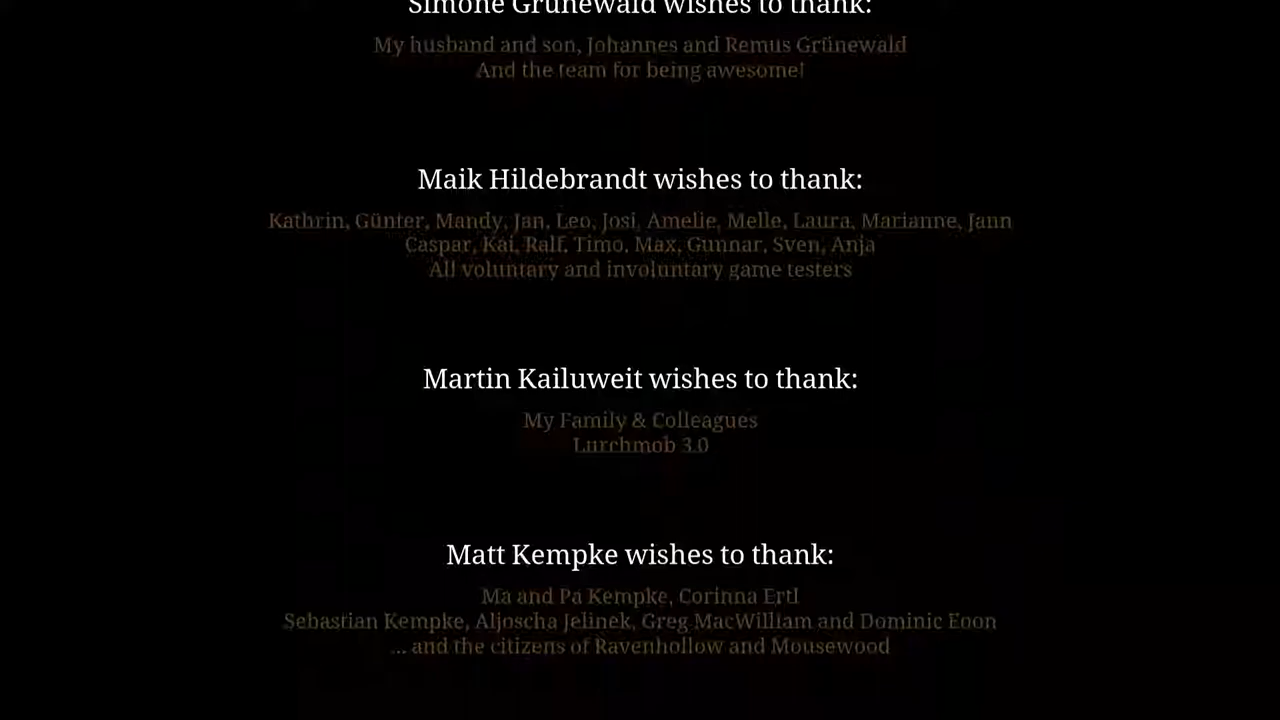 Simone Grünewald wishes to thank:
My husband and son, Johannes and Remus Grünewald
And the team for being awesome!
Maik Hildebrandt wishes to thank:
Kathrin, Günter, Mandy, Jan, Leo, Josi, Amelie, Melle, Laura, Marianne, Jann
Caspar, Kai, Ralf, Timo, Max, Gunnar, Sven, Anja
All voluntary and involuntary game testers
Martin Kailuweit wishes to thank:
My Family & Colleagues
Lurchmob 3.0
Matt Kempke wishes to thank:
Ma and Pa Kempke, Corinna Ertl
Sebastian Kempke, Aljoscha Jelinek, Greg MacWilliam and Dominic Eoon
... and the citizens of Ravenhollow and Mousewood